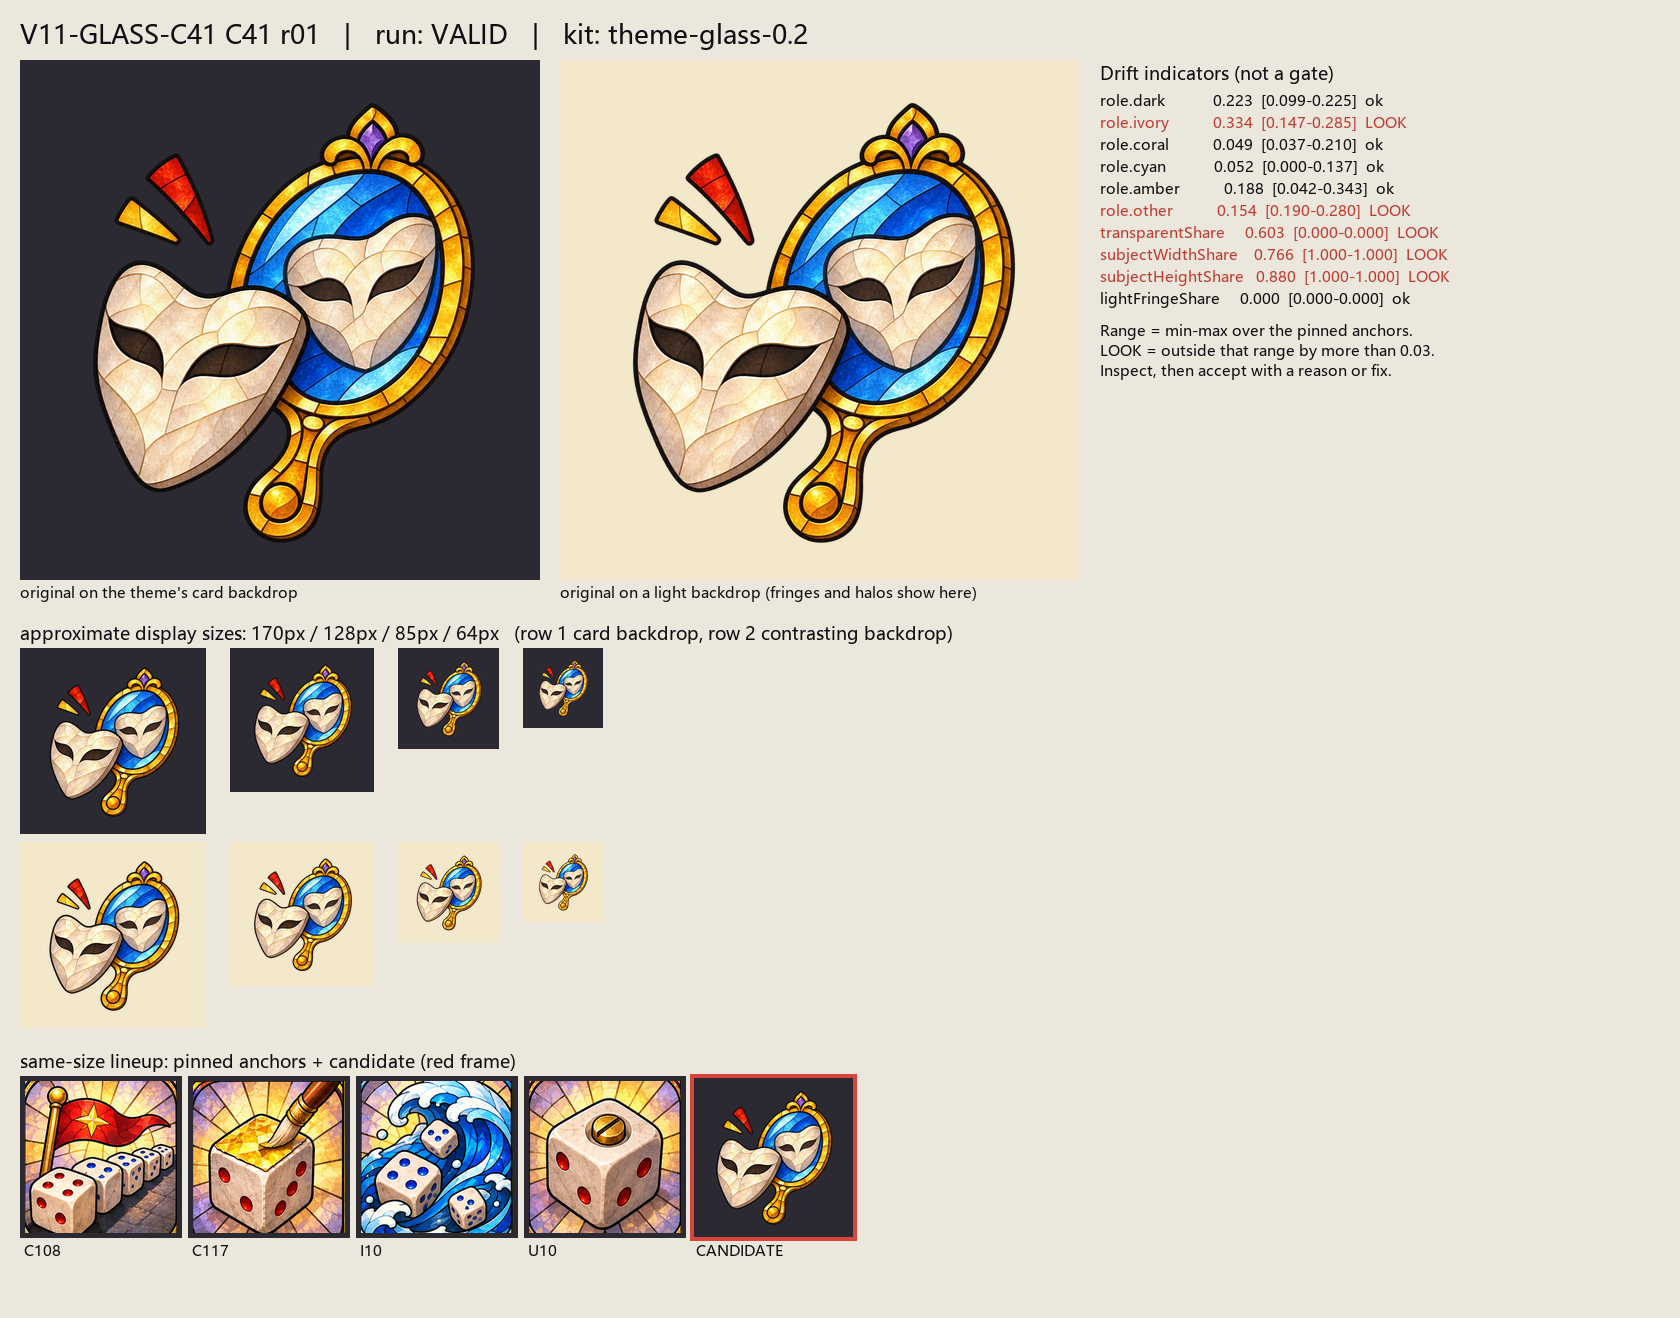 V11-GLASS-C41 C41 r01 | run: VALID | kit: theme-glass-0.2
Drift indicators (not a gate)
role.dark 0.223 [0.099-0.225] ok
role.ivory 0.334 [0.147-0.285] LOOK
role.coral 0.049 [0.037-0.210] ok
role.cyan 0.052 [0.000-0.137] ok
role.amber 0.188 [0.042-0.343] ok
role.other 0.154 [0.190-0.280] LOOK
transparentShare 0.603 [0.000-0.000] LOOK
subjectWidthShare 0.766 [1.000-1.000] LOOK
subjectHeightShare 0.880 [1.000-1.000] LOOK
lightFringeShare 0.000 [0.000-0.000] ok
Range = min-max over the pinned anchors.
LOOK = outside that range by more than 0.03.
Inspect, then accept with a reason or fix.
original on the theme's card backdrop
original on a light backdrop (fringes and halos show here)
approximate display sizes: 170px / 128px / 85px / 64px (row 1 card backdrop, row 2 contrasting backdrop)
same-size lineup: pinned anchors + candidate (red frame)
C108
C117
I10
U10
CANDIDATE